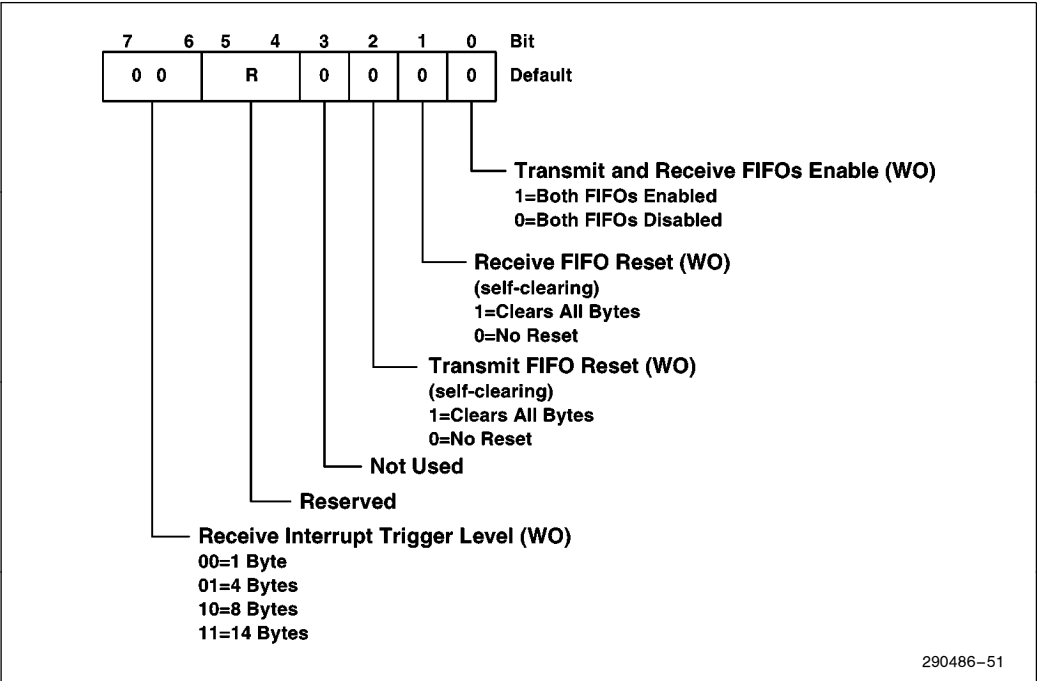 7 6 5 4 3 2 1 0 Bit
0 0 R 0 0 0 0 Default
Transmit and Receive FIFOs Enable (WO)
1=Both FIFOs Enabled
0=Both FIFOs Disabled
Receive FIFO Reset (WO)
(self-clearing)
1=Clears All Bytes
0=No Reset
Transmit FIFO Reset (WO)
(self-clearing)
1=Clears All Bytes
0=No Reset
Not Used
Reserved
Receive Interrupt Trigger Level (WO)
00=1 Byte
01=4 Bytes
10=8 Bytes
11=14 Bytes
290486–51